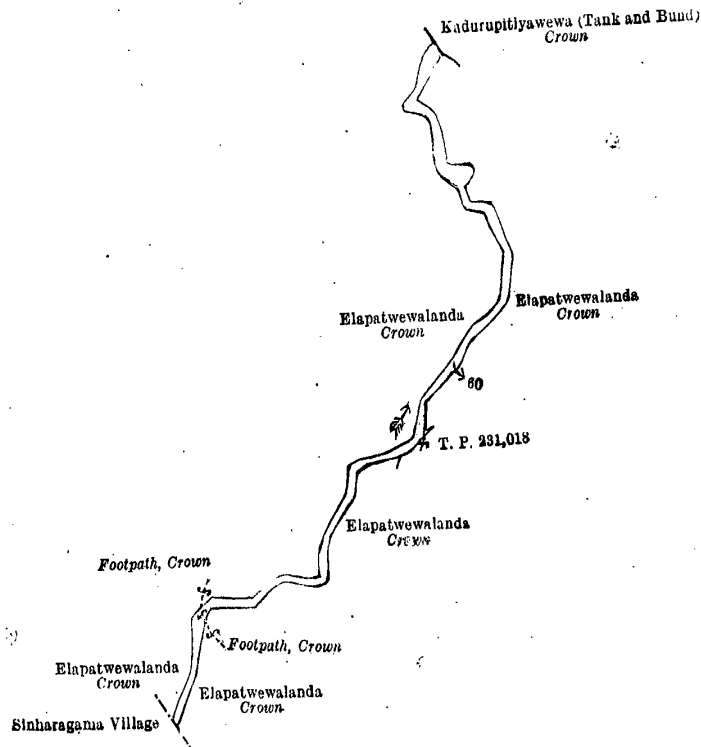 Kadurupitiyawewa (Tank and Bund)
Crown
Elapatwewalanda
Crown
Elapatwewalanda
Crown
60
T. P. 231,018
Elapatwewalanda
Crown
Footpath, Crown
Footpath, Crown
Elapatwewalanda
Crown
Elapatwewalanda
Crown
Sinharagama Village